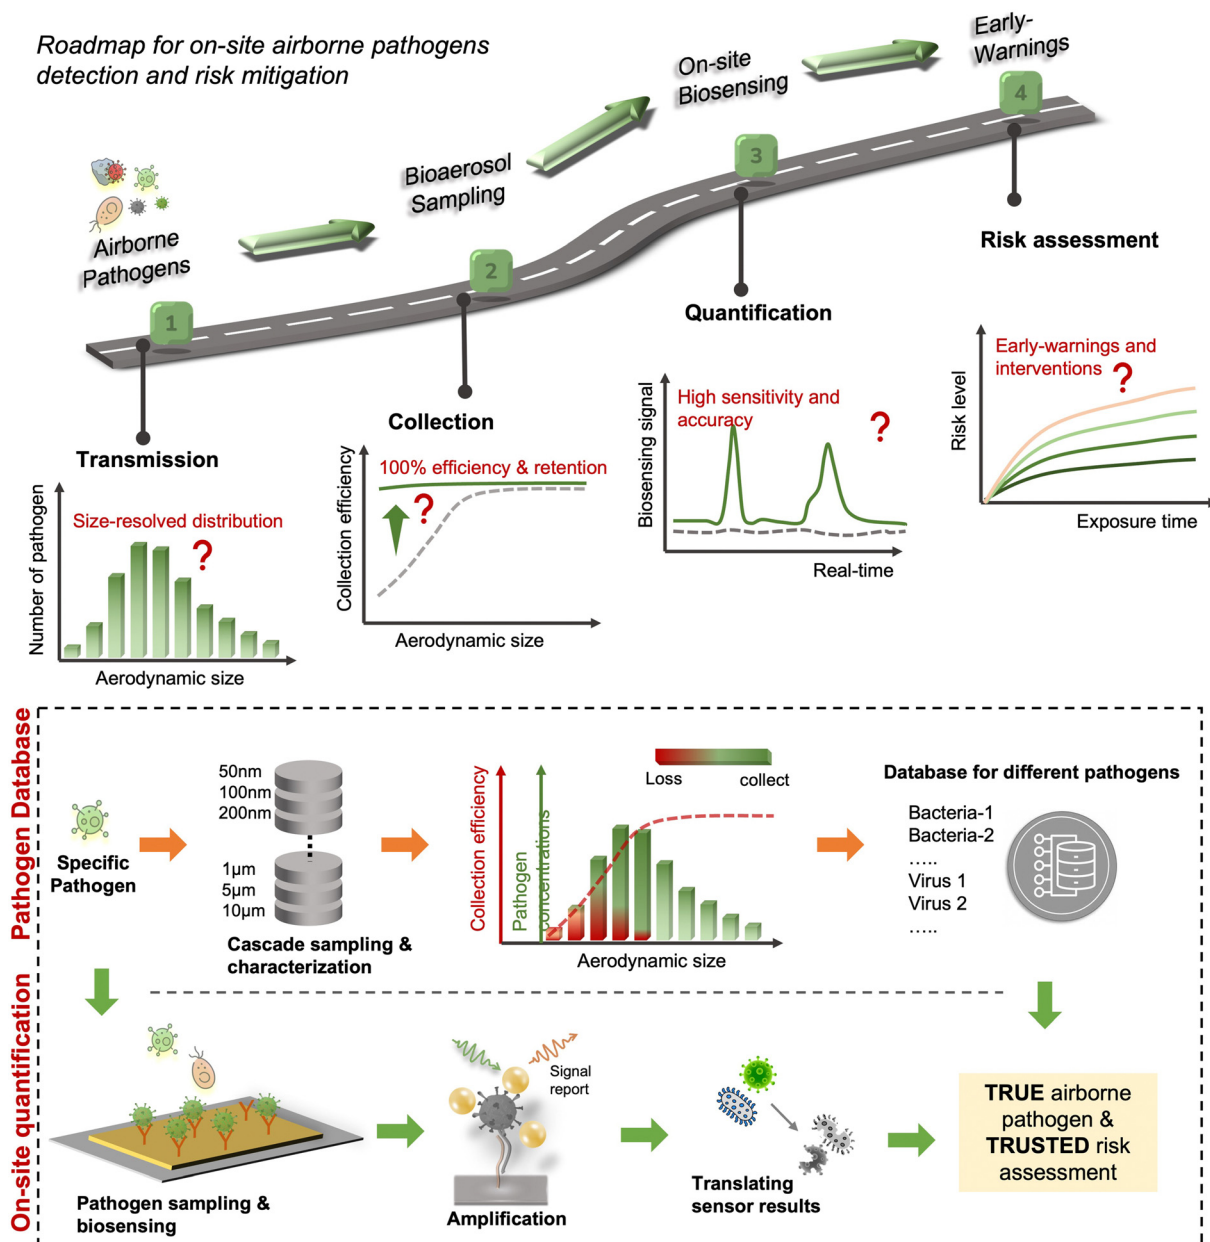 Roadmap for on-site airborne pathogens
detection and risk mitigation
Airborne
Pathogens
Bioaerosol
Sampling
On-site
Biosensing
Early-
Warnings
1
2
3
4
Transmission
Collection
Quantification
Risk assessment
Size-resolved distribution
?
Number of pathogen
Aerodynamic size
100% efficiency & retention
?
Collection efficiency
Aerodynamic size
High sensitivity and
accuracy
?
Biosensing signal
Real-time
Early-warnings and
interventions
?
Risk level
Exposure time
Pathogen Database
Specific
Pathogen
50nm
100nm
200nm
1μm
5μm
10μm
Cascade sampling &
characterization
Collection efficiency
Pathogen
concentrations
Loss
collect
Aerodynamic size
Database for different pathogens
Bacteria-1
Bacteria-2
.....
Virus 1
Virus 2
.....
On-site quantification
Pathogen sampling &
biosensing
Signal
report
Amplification
Translating
sensor results
TRUE airborne
pathogen &
TRUSTED risk
assessment